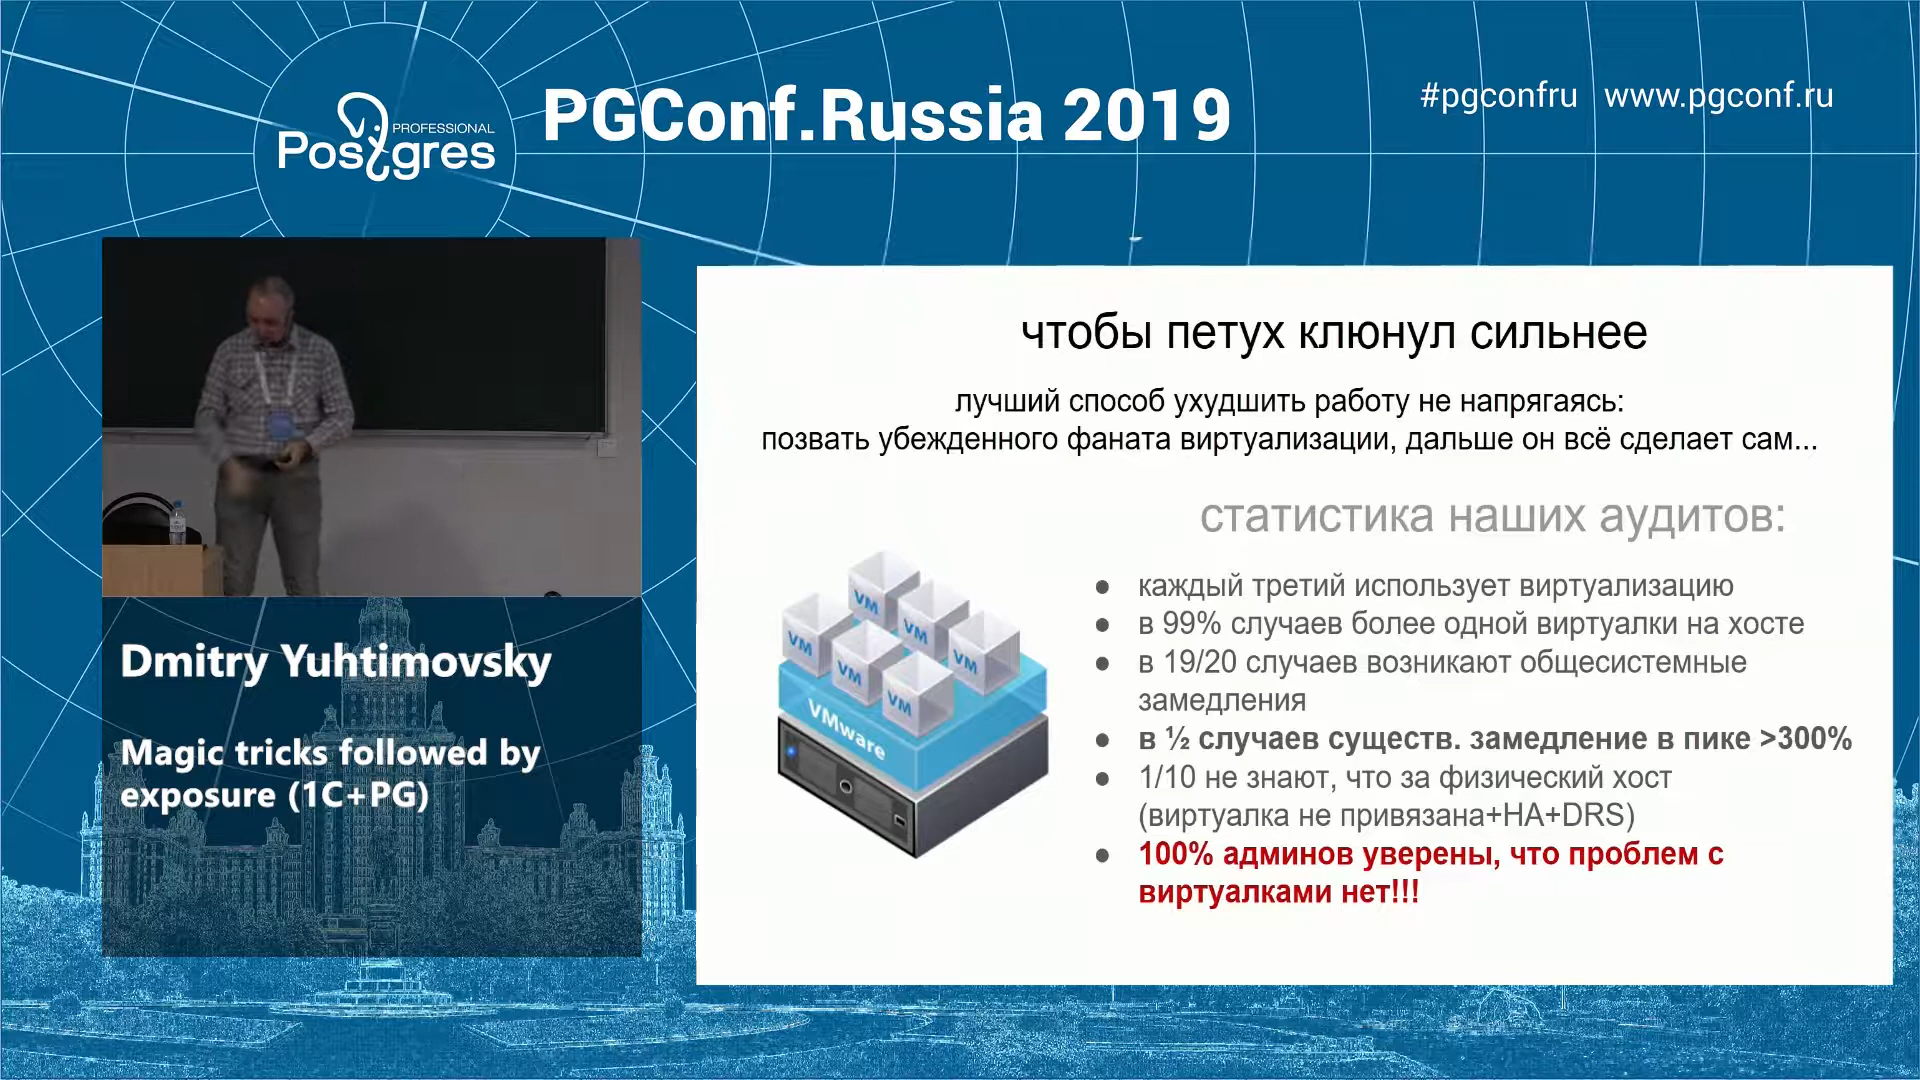 PROFESSIONAL
Postgres
PGConf.Russia 2019
#pgconfru www.pgconf.ru
чтобы петух клюнул сильнее
лучший способ ухудшить работу не напрягаясь:
позвать убежденного фаната виртуализации, дальше он всё сделает сам...
статистика наших аудитов:
каждый третий использует виртуализацию
в 99% случаев более одной виртуалки на хосте
в 19/20 случаев возникают общесистемные
замедления
в ½ случаев существ. замедление в пике >300%
1/10 не знают, что за физический хост
(виртуалка не привязана+HA+DRS)
100% админов уверены, что проблем с
виртуалками нет!!!
VM
VM
VM
VM
VM
VM
VMware
Dmitry Yuhtimovsky
Magic tricks followed by
exposure (1C+PG)